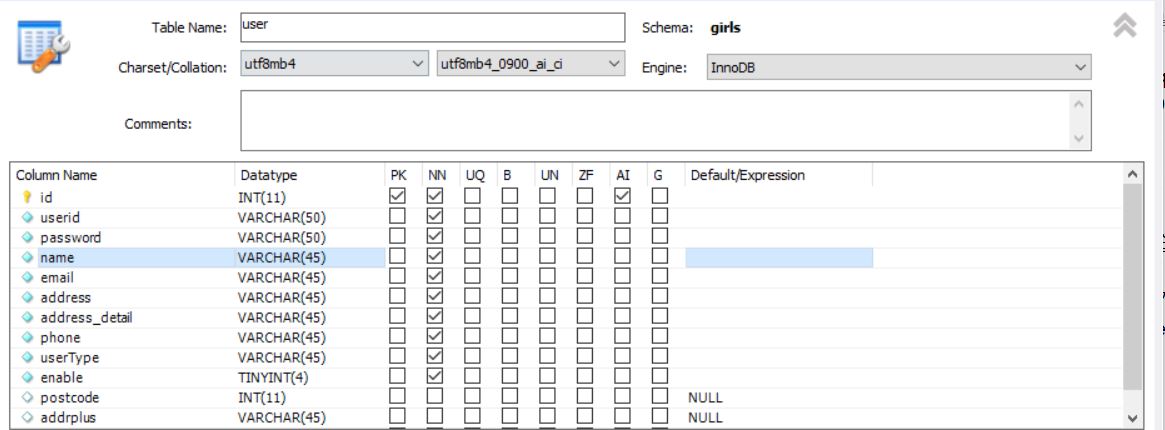 Table Name: user Schema: girls
Charset/Collation: utf8mb4 utf8mb4_0900_ai_ci Engine: InnoDB
Comments:
Column Name Datatype PK NN UQ B UN ZF AI G Default/Expression
id INT(11)
userid VARCHAR(50)
password VARCHAR(50)
name VARCHAR(45)
email VARCHAR(45)
address VARCHAR(45)
address_detail VARCHAR(45)
phone VARCHAR(45)
userType VARCHAR(45)
enable TINYINT(4)
postcode INT(11) NULL
addrplus VARCHAR(45) NULL